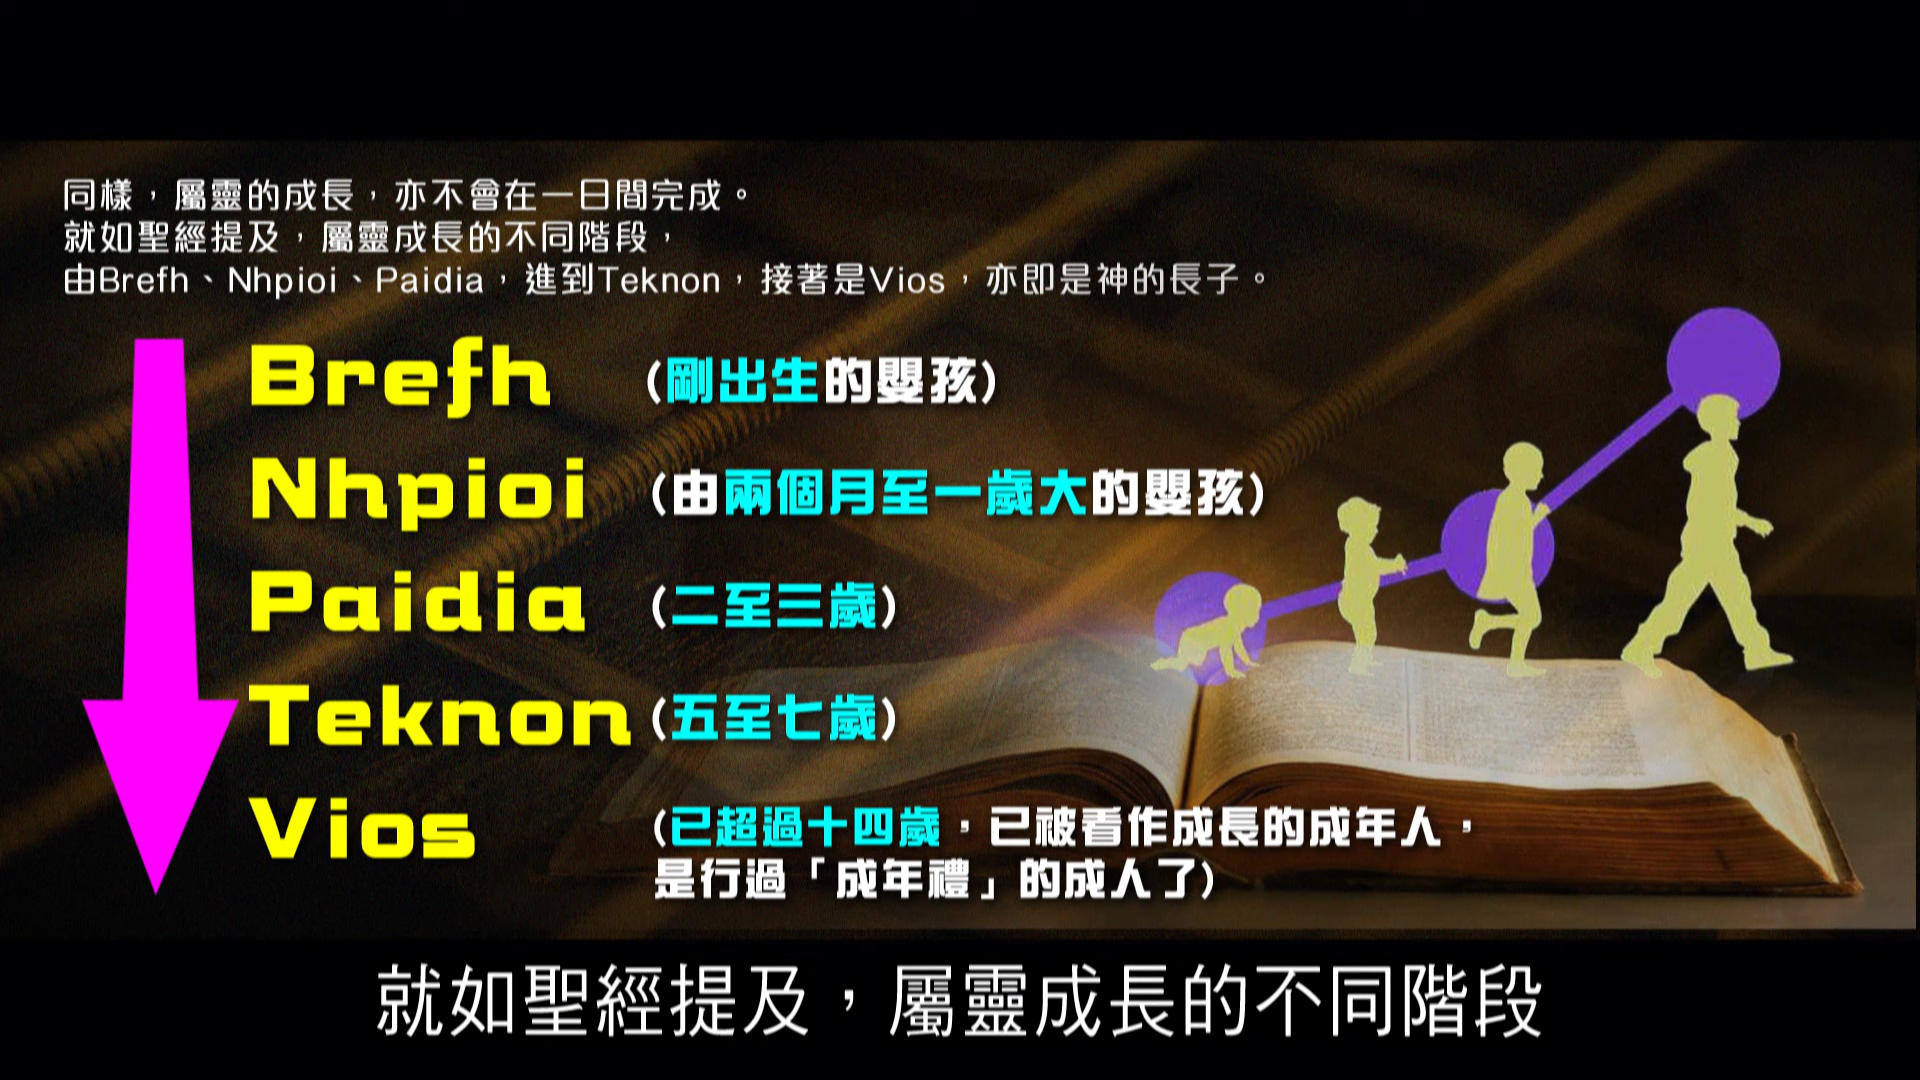 同樣，屬靈的成長，亦不會在一日間完成。
就如聖經提及，屬靈成長的不同階段，
由Brefh、Nhpioi、Paidia，進到Teknon，接著是Vios，亦即是神的長子。
Brefh (剛出生的嬰孩)
Nhpioi (由兩個月至一歲大的嬰孩)
Paidia (二至三歲)
Teknon (五至七歲)
Vios (已超過十四歲，已被看作成長的成年人，
是行過「成年禮」的成人了)
就如聖經提及，屬靈成長的不同階段